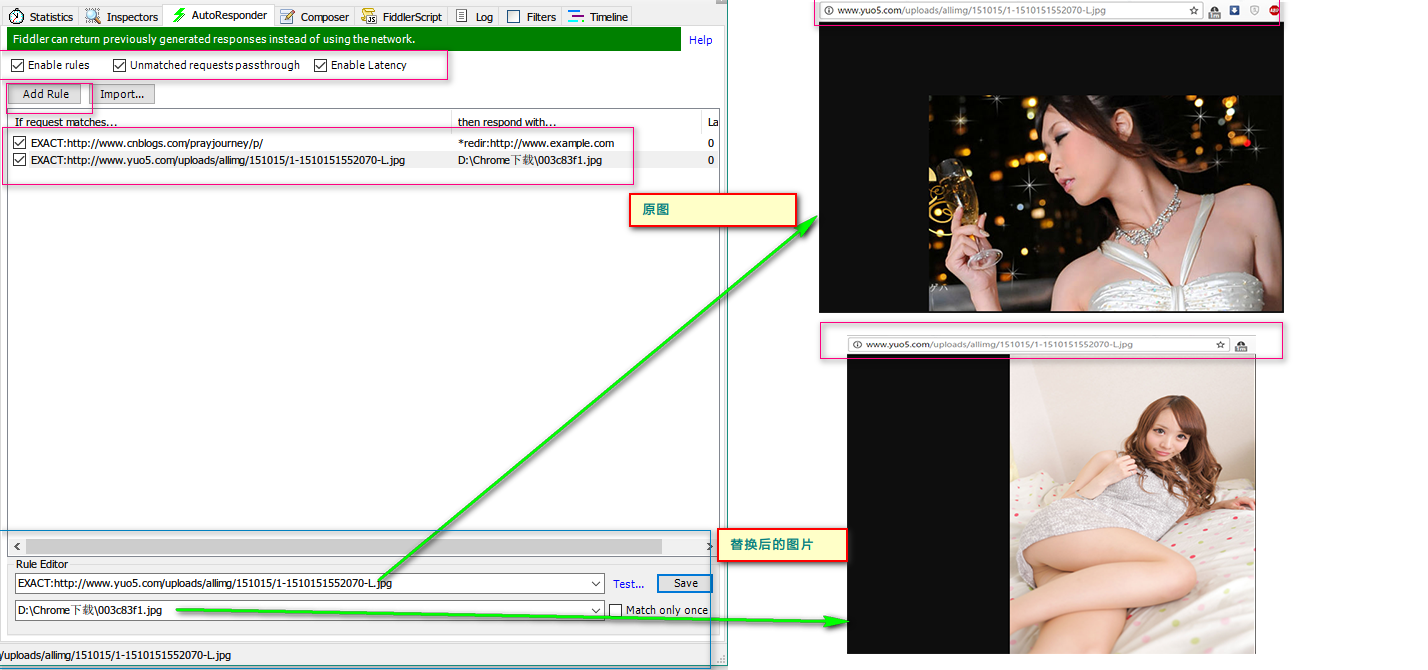 Statistics Inspectors AutoResponder Composer FiddlerScript Log Filters Timeline
Fiddler can return previously generated responses instead of using the network.
Help
Enable rules Unmatched requests passthrough Enable Latency
Add Rule Import...
If request matches... then respond with... La
EXACT:http://www.cnblogs.com/prayjourney/p/ *redir:http://www.example.com 0
EXACT:http://www.yuo5.com/uploads/allimg/151015/1-1510151552070-L.jpg D:\Chrome下载\003c83f1.jpg 0
原图
替换后的图片
Rule Editor
EXACT:http://www.yuo5.com/uploads/allimg/151015/1-1510151552070-L.jpg Test... Save
D:\Chrome下载\003c83f1.jpg Match only once
/uploads/allimg/151015/1-1510151552070-L.jpg
www.yuo5.com/uploads/allimg/151015/1-1510151552070-L.jpg
www.yuo5.com/uploads/allimg/151015/1-1510151552070-L.jpg